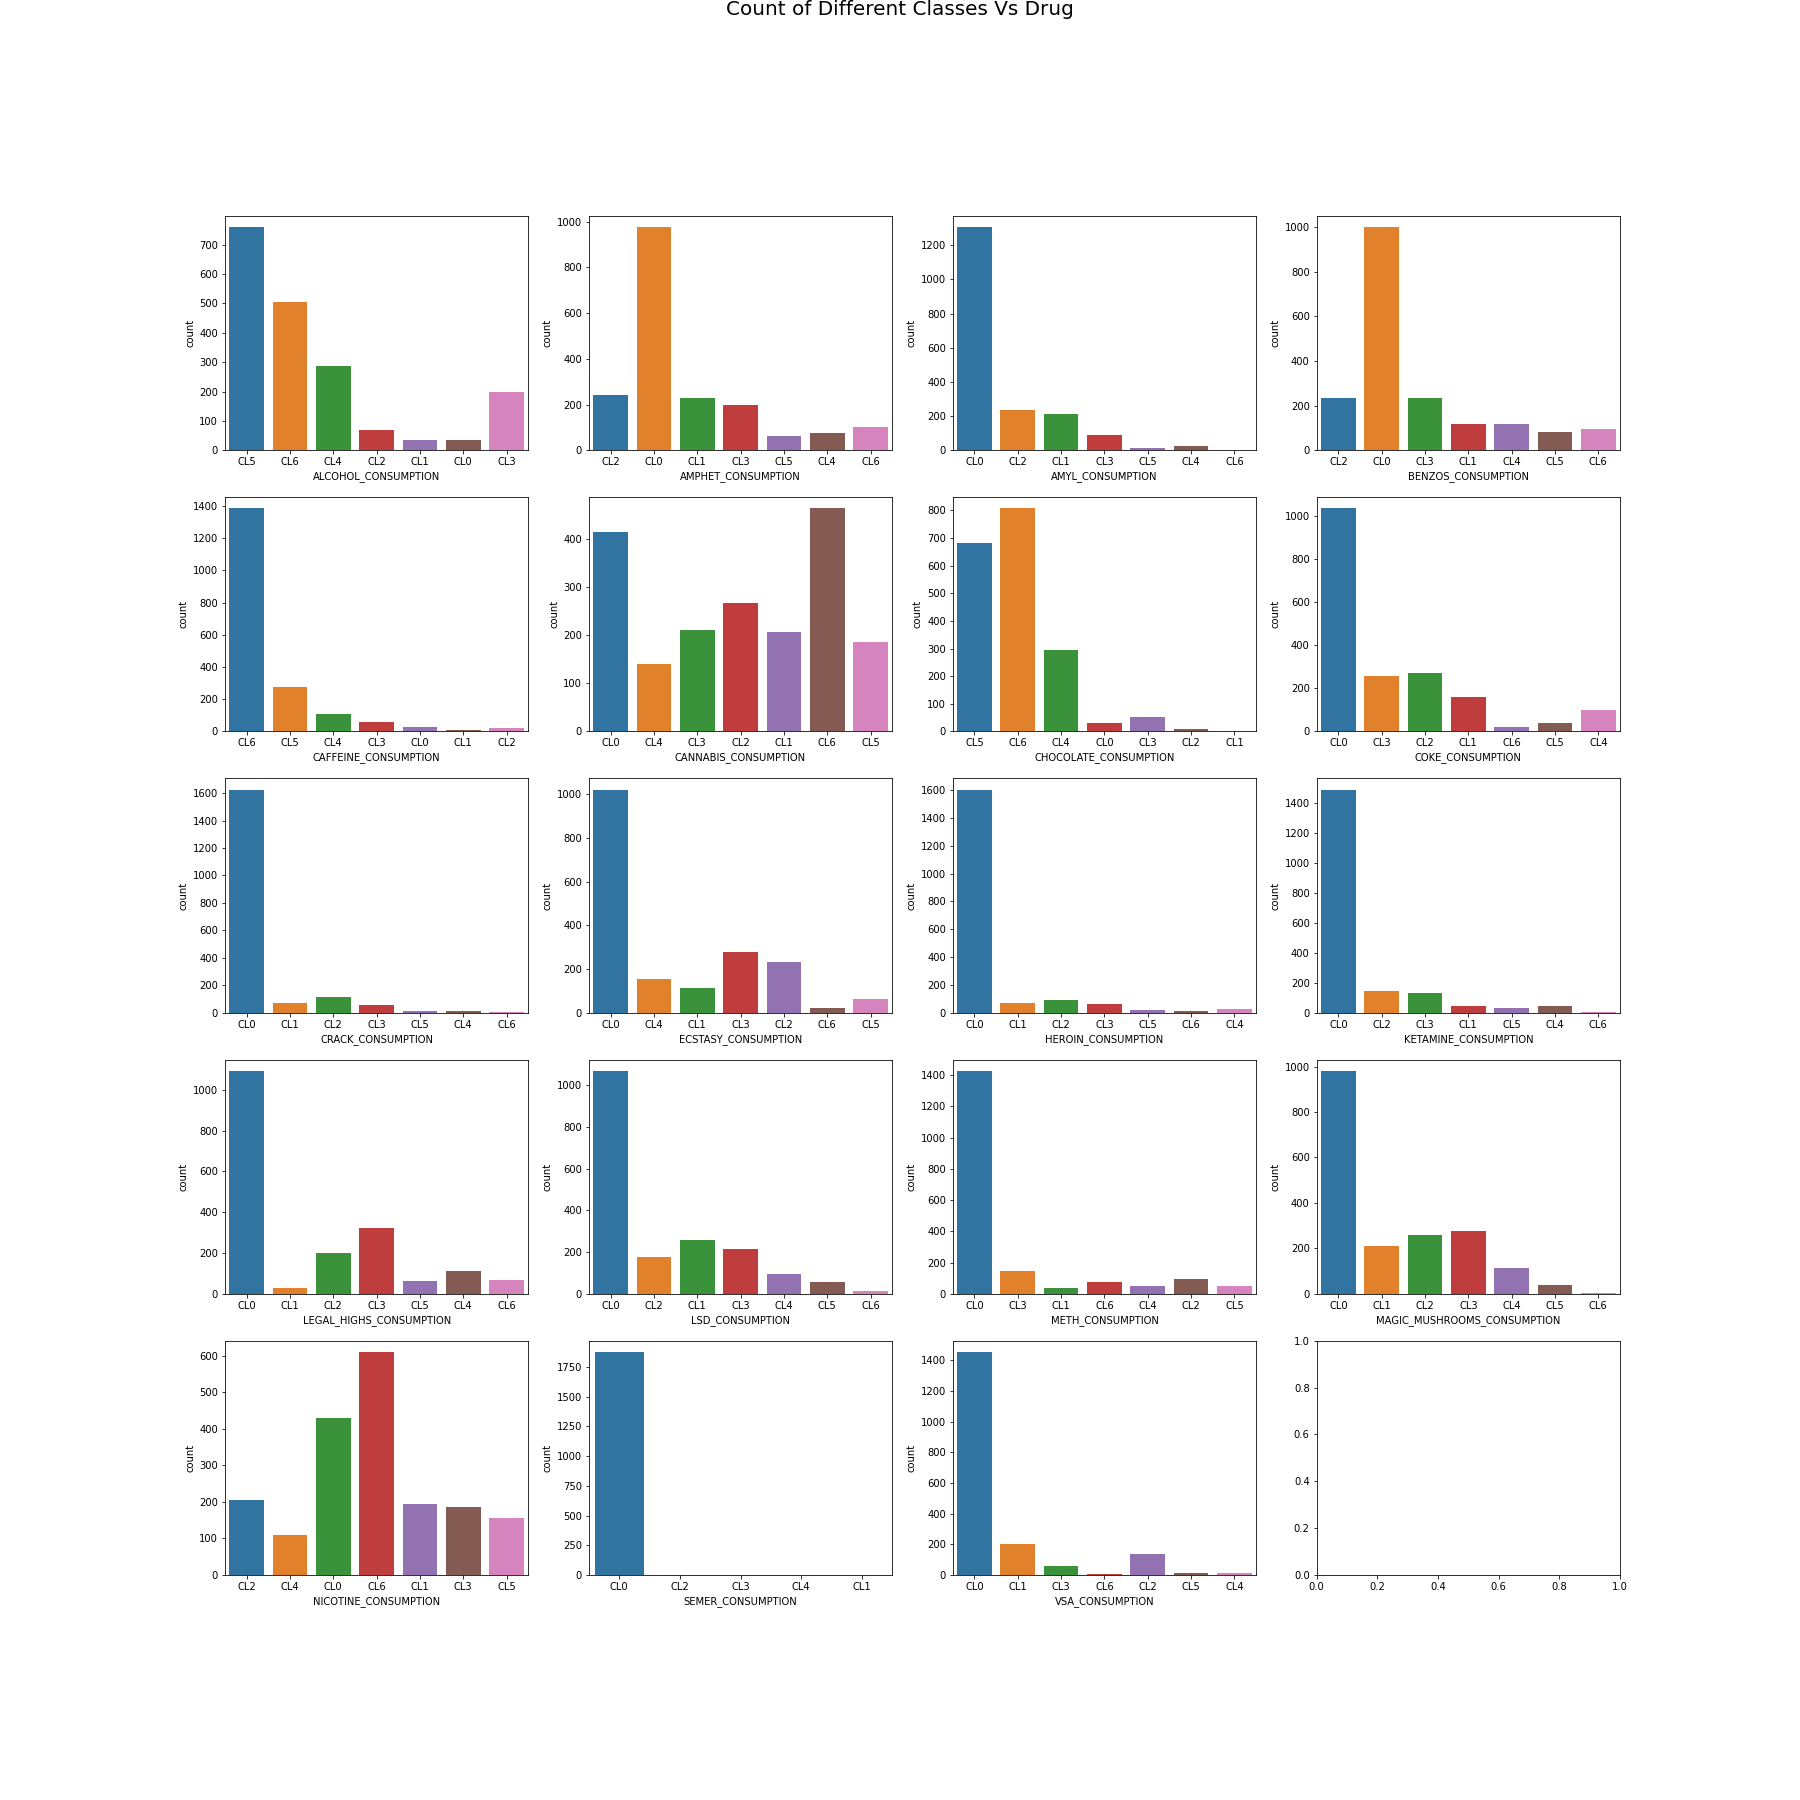 Count of Different Classes Vs Drug
700
600
500
400
300
200
100
0
count
CL5 CL6 CL4 CL2 CL1 CL0 CL3
ALCOHOL_CONSUMPTION
1000
800
600
400
200
0
count
CL2 CL0 CL1 CL3 CL5 CL4 CL6
AMPHET_CONSUMPTION
1200
1000
800
600
400
200
0
count
CL0 CL2 CL1 CL3 CL5 CL4 CL6
AMYL_CONSUMPTION
1000
800
600
400
200
0
count
CL2 CL0 CL3 CL1 CL4 CL5 CL6
BENZOS_CONSUMPTION
1400
1200
1000
800
600
400
200
0
count
CL6 CL5 CL4 CL3 CL0 CL1 CL2
CAFFEINE_CONSUMPTION
400
300
200
100
0
count
CL0 CL4 CL3 CL2 CL1 CL6 CL5
CANNABIS_CONSUMPTION
800
700
600
500
400
300
200
100
0
count
CL5 CL6 CL4 CL0 CL3 CL2 CL1
CHOCOLATE_CONSUMPTION
1000
800
600
400
200
0
count
CL0 CL3 CL2 CL1 CL6 CL5 CL4
COKE_CONSUMPTION
1600
1400
1200
1000
800
600
400
200
0
count
CL0 CL1 CL2 CL3 CL5 CL4 CL6
CRACK_CONSUMPTION
1000
800
600
400
200
0
count
CL0 CL4 CL1 CL3 CL2 CL6 CL5
ECSTASY_CONSUMPTION
1600
1400
1200
1000
800
600
400
200
0
count
CL0 CL1 CL2 CL3 CL5 CL6 CL4
HEROIN_CONSUMPTION
1400
1200
1000
800
600
400
200
0
count
CL0 CL2 CL3 CL1 CL5 CL4 CL6
KETAMINE_CONSUMPTION
1000
800
600
400
200
0
count
CL0 CL1 CL2 CL3 CL5 CL4 CL6
LEGAL_HIGHS_CONSUMPTION
1000
800
600
400
200
0
count
CL0 CL2 CL1 CL3 CL4 CL5 CL6
LSD_CONSUMPTION
1400
1200
1000
800
600
400
200
0
count
CL0 CL3 CL1 CL6 CL4 CL2 CL5
METH_CONSUMPTION
1000
800
600
400
200
0
count
CL0 CL1 CL2 CL3 CL4 CL5 CL6
MAGIC_MUSHROOMS_CONSUMPTION
600
500
400
300
200
100
0
count
CL2 CL4 CL0 CL6 CL1 CL3 CL5
NICOTINE_CONSUMPTION
1750
1500
1250
1000
750
500
250
0
count
CL0 CL2 CL3 CL4 CL1
SEMER_CONSUMPTION
1400
1200
1000
800
600
400
200
0
count
CL0 CL1 CL3 CL6 CL2 CL5 CL4
VSA_CONSUMPTION
1.0
0.8
0.6
0.4
0.2
0.0
0.0 0.2 0.4 0.6 0.8 1.0